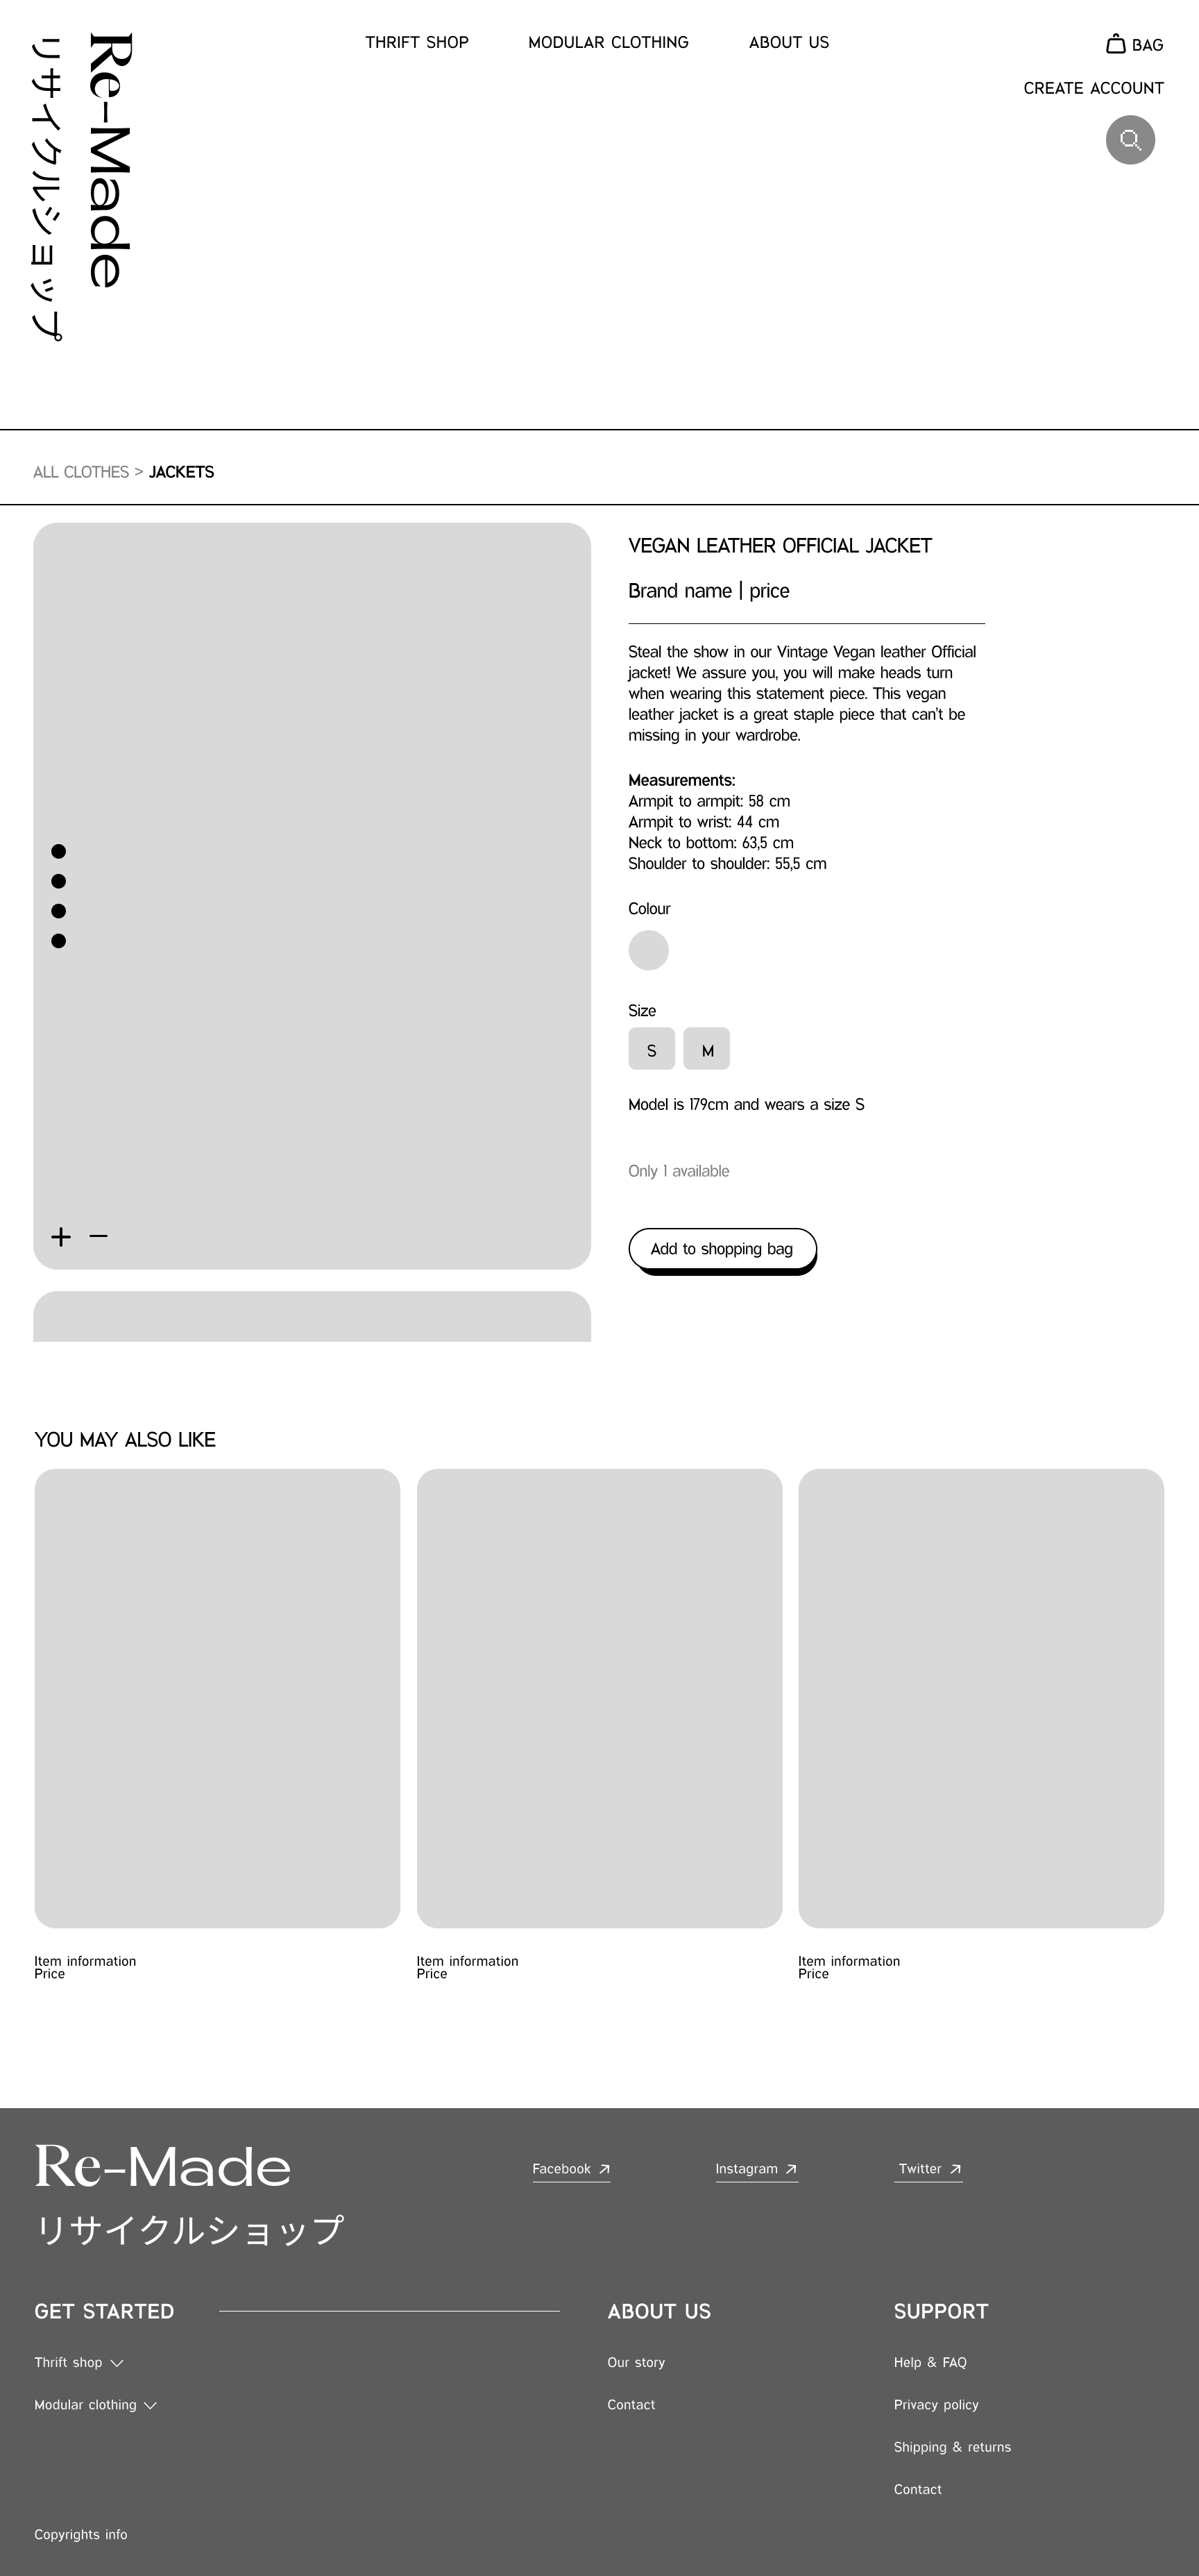 Re-Made
リサイクルショップ
THRIFT SHOP
MODULAR CLOTHING
ABOUT US
BAG
CREATE ACCOUNT
ALL CLOTHES > JACKETS
VEGAN LEATHER OFFICIAL JACKET
Brand name | price
Steal the show in our Vintage Vegan leather Official
jacket! We assure you, you will make heads turn
when wearing this statement piece. This vegan
leather jacket is a great staple piece that can't be
missing in your wardrobe.
Measurements:
Armpit to armpit: 58 cm
Armpit to wrist: 44 cm
Neck to bottom: 63,5 cm
Shoulder to shoulder: 55,5 cm
Colour
Size
S
M
Model is 179cm and wears a size S
Only 1 available
Add to shopping bag
YOU MAY ALSO LIKE
Item information
Price
Item information
Price
Item information
Price
Re-Made
リサイクルショップ
Facebook
Instagram
Twitter
GET STARTED
Thrift shop
Modular clothing
ABOUT US
Our story
Contact
SUPPORT
Help & FAQ
Privacy policy
Shipping & returns
Contact
Copyrights info